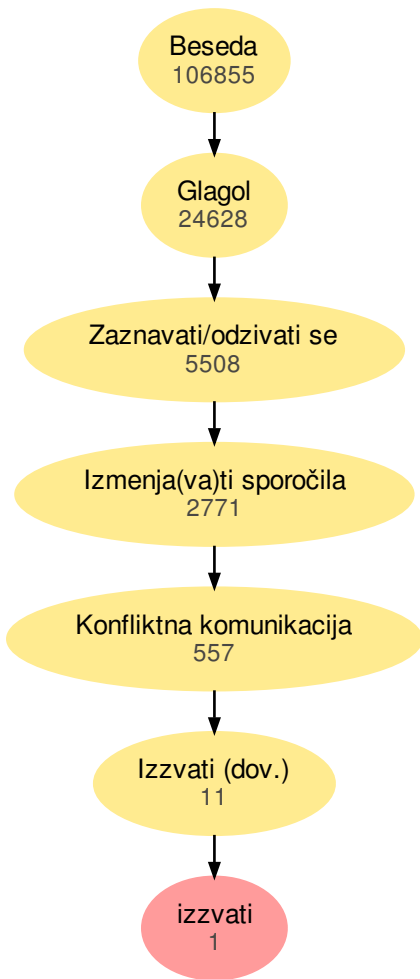 Beseda
106855
Glagol
24628
Zaznavati/odzivati se
5508
Izmenja(va)ti sporočila
2771
Konfliktna komunikacija
557
Izzvati (dov.)
11
izzvati
1